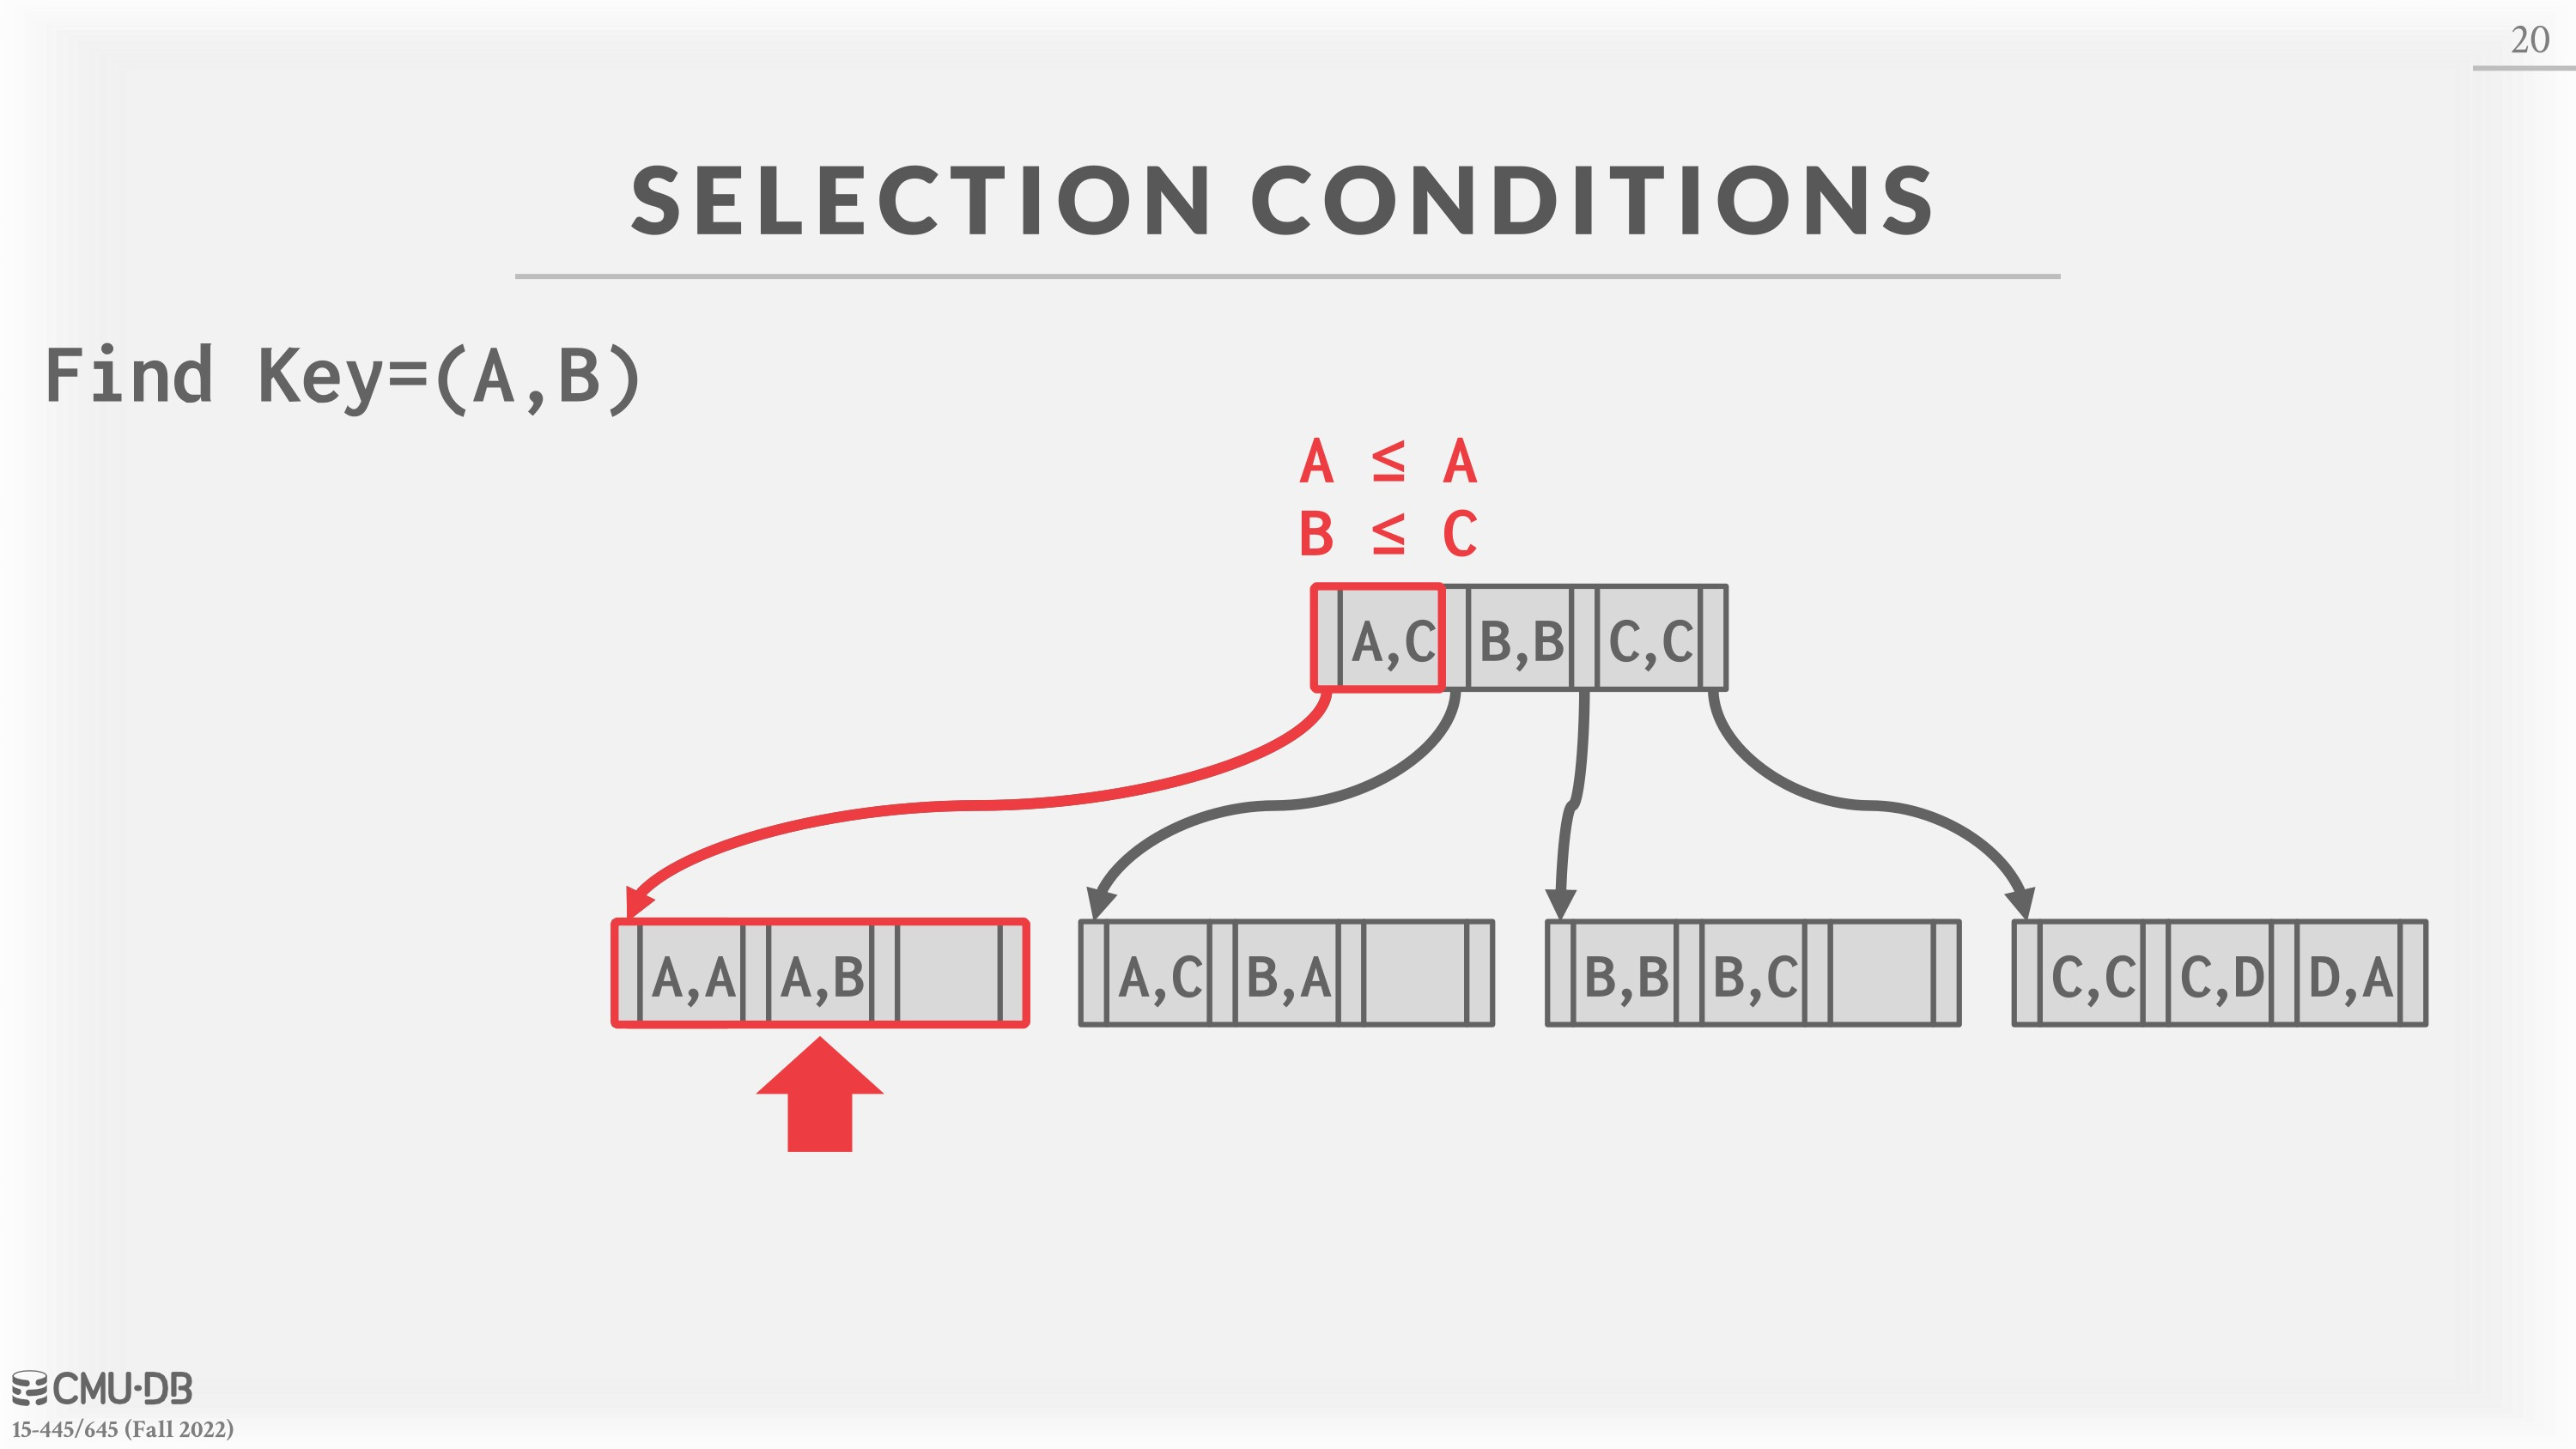 20
SELECTION CONDITIONS
Find Key=(A,B)
A ≤ A
B ≤ C
A,C B,B C,C
A,A A,B A,C B,A B,B B,C C,C C,D D,A
CMU·DB
15-445/645 (Fall 2022)